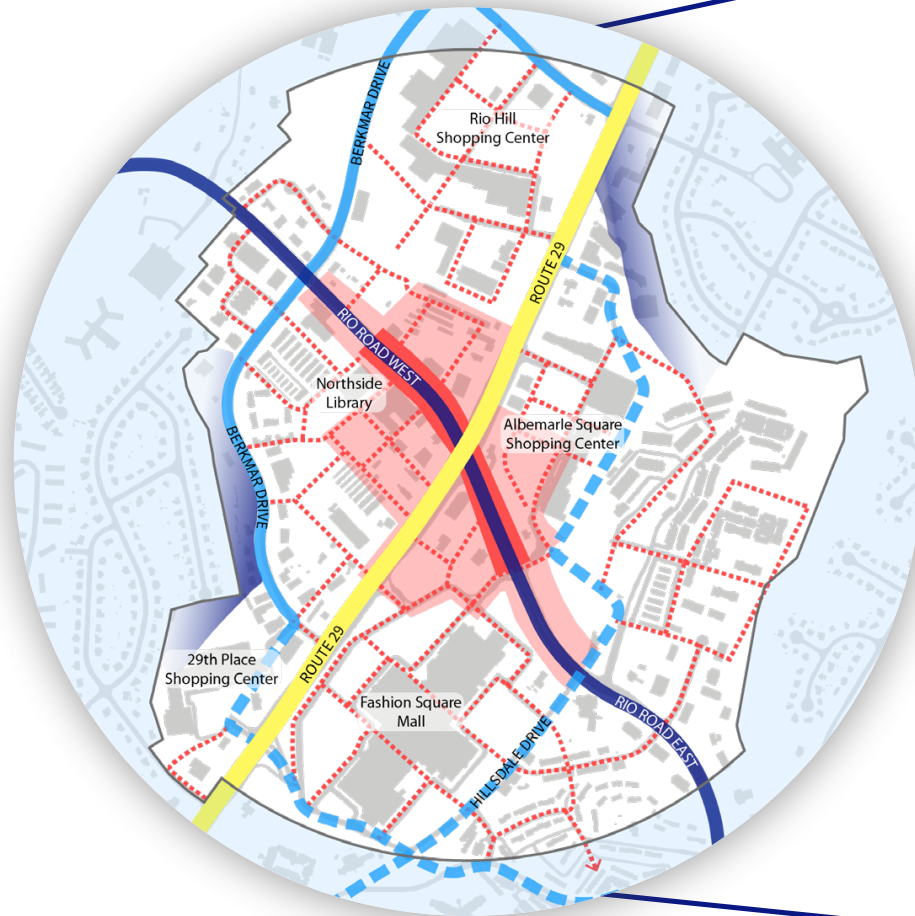 BERKMAR DRIVE
Rio Hill
Shopping Center
ROUTE 29
RIO ROAD WEST
Northside
Library
Albemarle Square
Shopping Center
BERKMAR DRIVE
ROUTE 29
29th Place
Shopping Center
Fashion Square
Mall
HILLSDALE DRIVE
RIO ROAD EAST